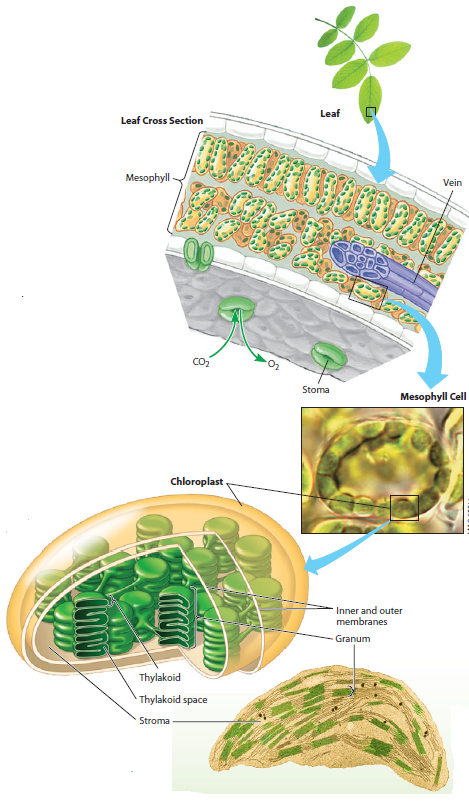 Leaf
Leaf Cross Section
Mesophyll
Vein
CO2
O2
Stoma
Mesophyll Cell
Chloroplast
Inner and outer
membranes
Granum
Thylakoid
Thylakoid space
Stroma